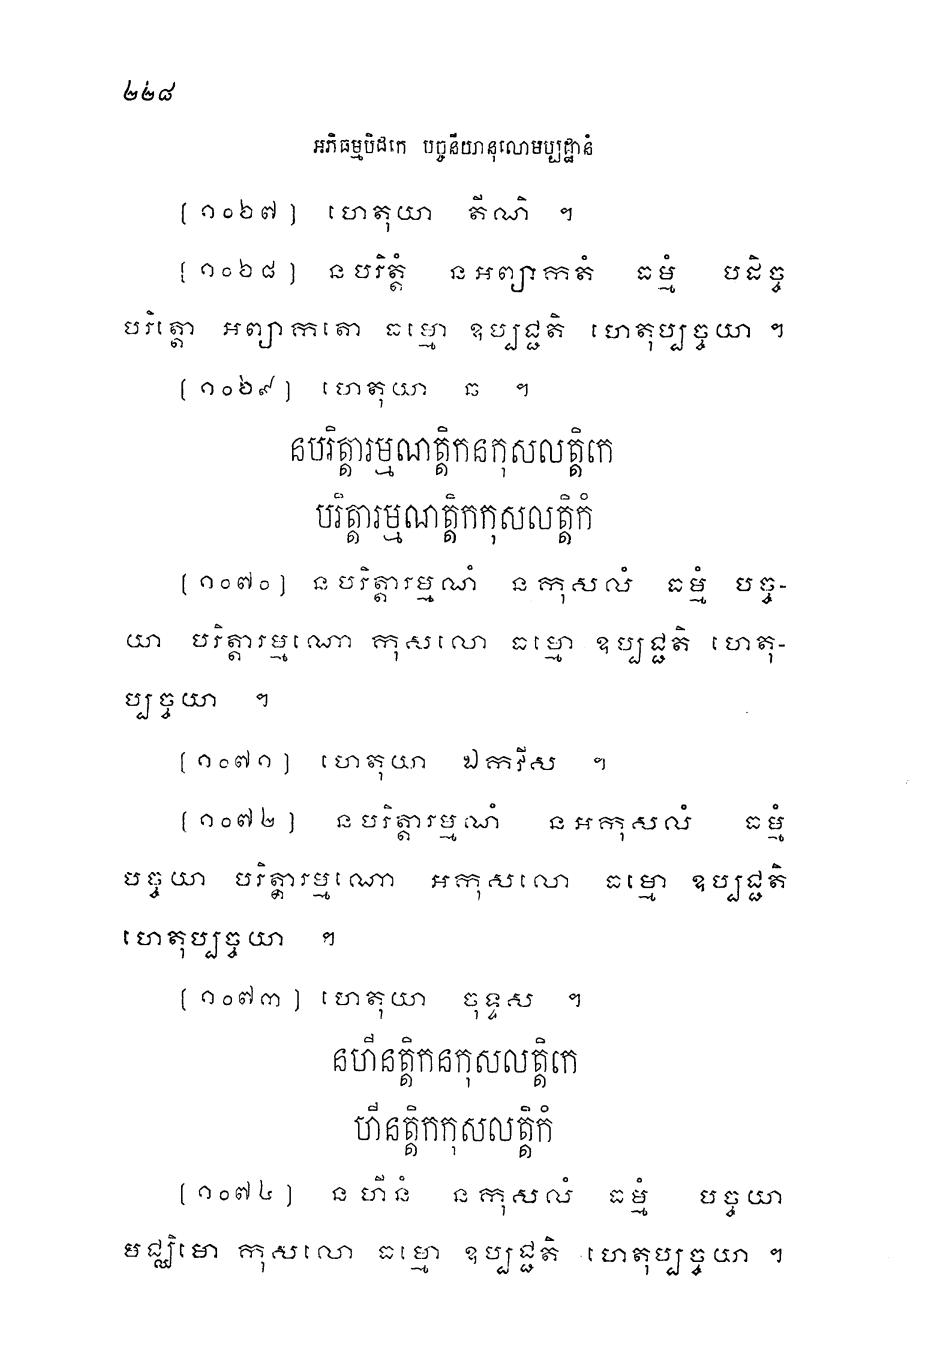 ២២៨
អភិធម្មបិដកេ បច្ចនីយានុលោមប្បដ្ឋានំ
[១០៦៧] ហេតុយា តីណិ ។
[១០៦៨] នបរិត្តំ នអព្យាកតំ ធម្មំ បដិច្ច
បរិត្តោ អព្យាកតោ ធម្មោ ឧប្បជ្ជតិ ហេតុប្បច្ចយា ។
[១០៦៩] ហេតុយា ឆ ។
នបរិត្តារម្មណត្តិកនកុសលត្តិកេ
បរិត្តារម្មណត្តិកកុសលត្តិកំ
[១០៧០] នបរិត្តារម្មណំ នកុសលំ ធម្មំ បច្ច-
យា បរិត្តារម្មណោ កុសលោ ធម្មោ ឧប្បជ្ជតិ ហេតុ-
ប្បច្ចយា ។
[១០៧១] ហេតុយា ឯកវីស ។
[១០៧២] នបរិត្តារម្មណំ នអកុសលំ ធម្មំ
បច្ចយា បរិត្តារម្មណោ អកុសលោ ធម្មោ ឧប្បជ្ជតិ
ហេតុប្បច្ចយា ។
[១០៧៣] ហេតុយា ចុទ្ទស ។
នហីនត្តិកនកុសលត្តិកេ
ហីនត្តិកកុសលត្តិកំ
[១០៧៤] នហីនំ នកុសលំ ធម្មំ បច្ចយា
មជ្ឈិមោ កុសលោ ធម្មោ ឧប្បជ្ជតិ ហេតុប្បច្ចយា ។